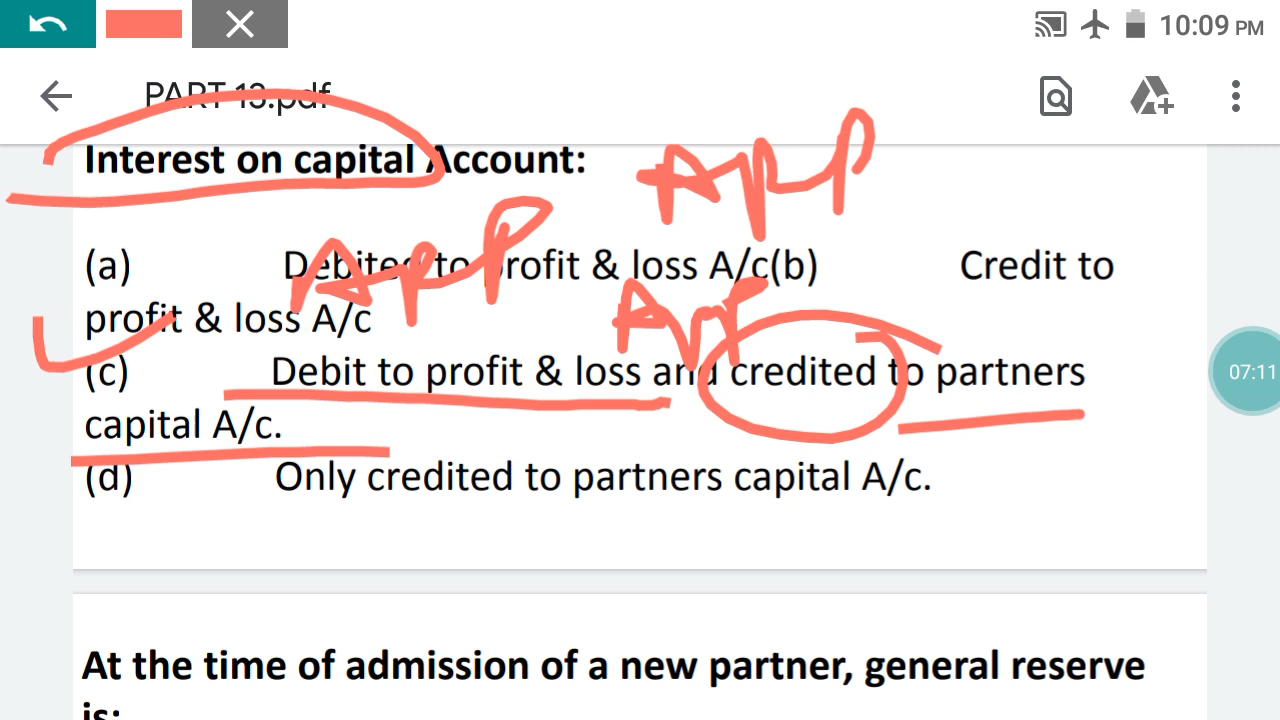 10:09 PM
PART 13.pdf
Interest on capital Account:
APP
(a) Debited to profit & loss A/c(b) Credit to
APP
profit & loss A/c
APP
(c) Debit to profit & loss and credited to partners
07:11
capital A/c.
(d) Only credited to partners capital A/c.
At the time of admission of a new partner, general reserve
is: